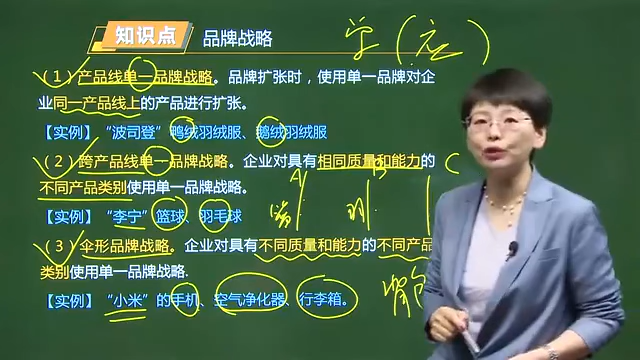 知识点 品牌战略
学(应)
(1)产品线单一品牌战略。品牌扩张时,使用单一品牌对企
业同一产品线上的产品进行扩张。
【实例】“波司登”鸭绒羽绒服、鹅绒羽绒服
(2)跨产品线单一品牌战略。企业对具有相同质量和能力的
不同产品类别使用单一品牌战略。
A B C
【实例】“李宁”篮球、羽毛球
篮 羽
(3)伞形品牌战略。企业对具有不同质量和能力的不同产品
类别使用单一品牌战略.
【实例】“小米”的手机、空气净化器、行李箱。